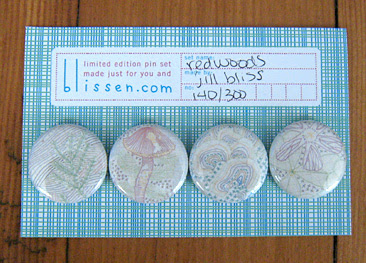 limited edition pin set
made just for you and
blissen.com
set name: redwoods
made by: jill bliss
no: 140/300